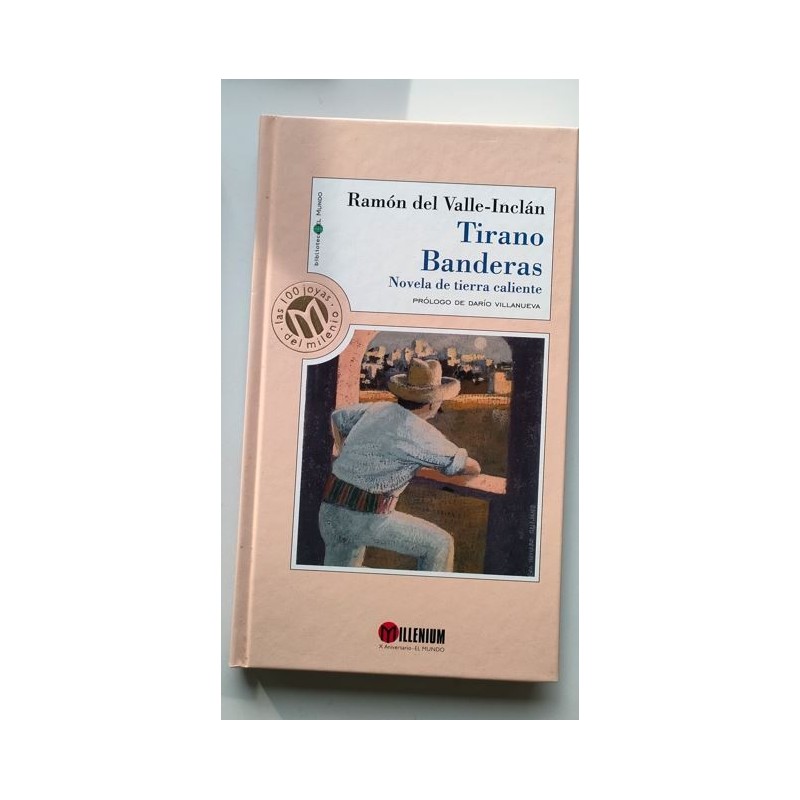 Ramón del Valle-Inclán
Tirano
Banderas
Novela de tierra caliente
PRÓLOGO DE DARÍO VILLANUEVA
biblioteca EL MUNDO
las 100 joyas
del milenio
MILLENIUM
X Aniversario - EL MUNDO